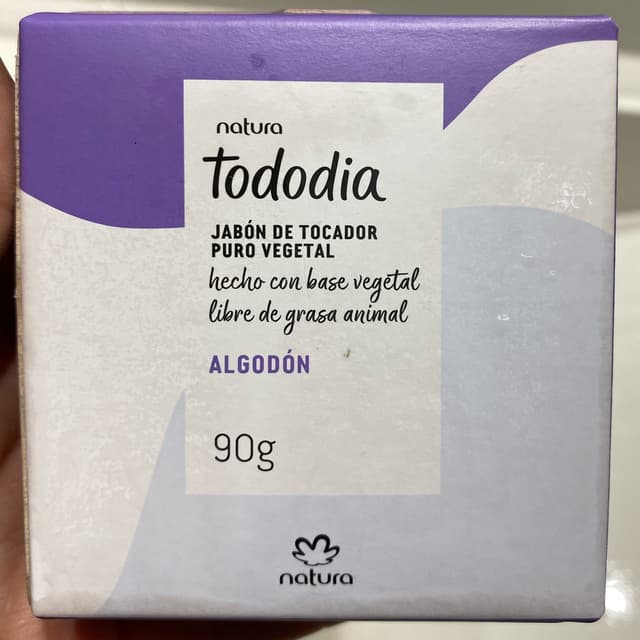 natura
tododia
JABÓN DE TOCADOR
PURO VEGETAL
hecho con base vegetal
libre de grasa animal
ALGODÓN
90g
natura